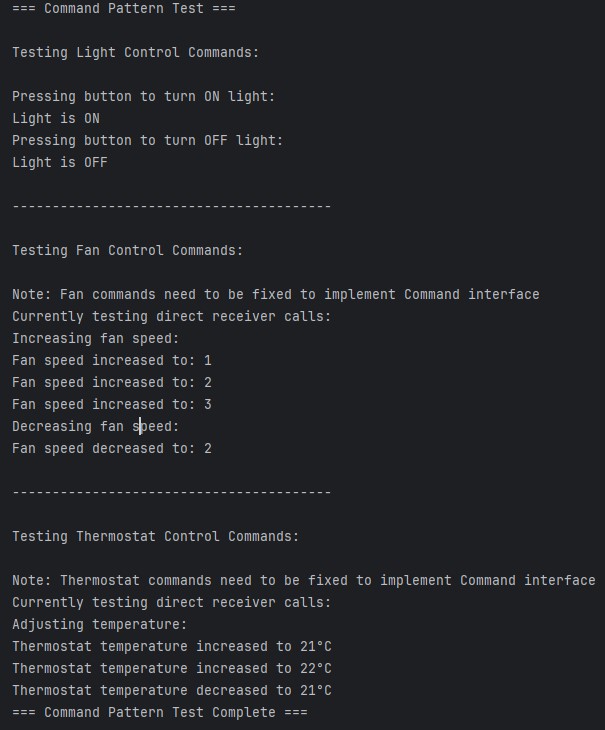 === Command Pattern Test ===
Testing Light Control Commands:
Pressing button to turn ON light:
Light is ON
Pressing button to turn OFF light:
Light is OFF
----------------------------------------
Testing Fan Control Commands:
Note: Fan commands need to be fixed to implement Command interface
Currently testing direct receiver calls:
Increasing fan speed:
Fan speed increased to: 1
Fan speed increased to: 2
Fan speed increased to: 3
Decreasing fan speed:
Fan speed decreased to: 2
----------------------------------------
Testing Thermostat Control Commands:
Note: Thermostat commands need to be fixed to implement Command interface
Currently testing direct receiver calls:
Adjusting temperature:
Thermostat temperature increased to 21°C
Thermostat temperature increased to 22°C
Thermostat temperature decreased to 21°C
=== Command Pattern Test Complete ===